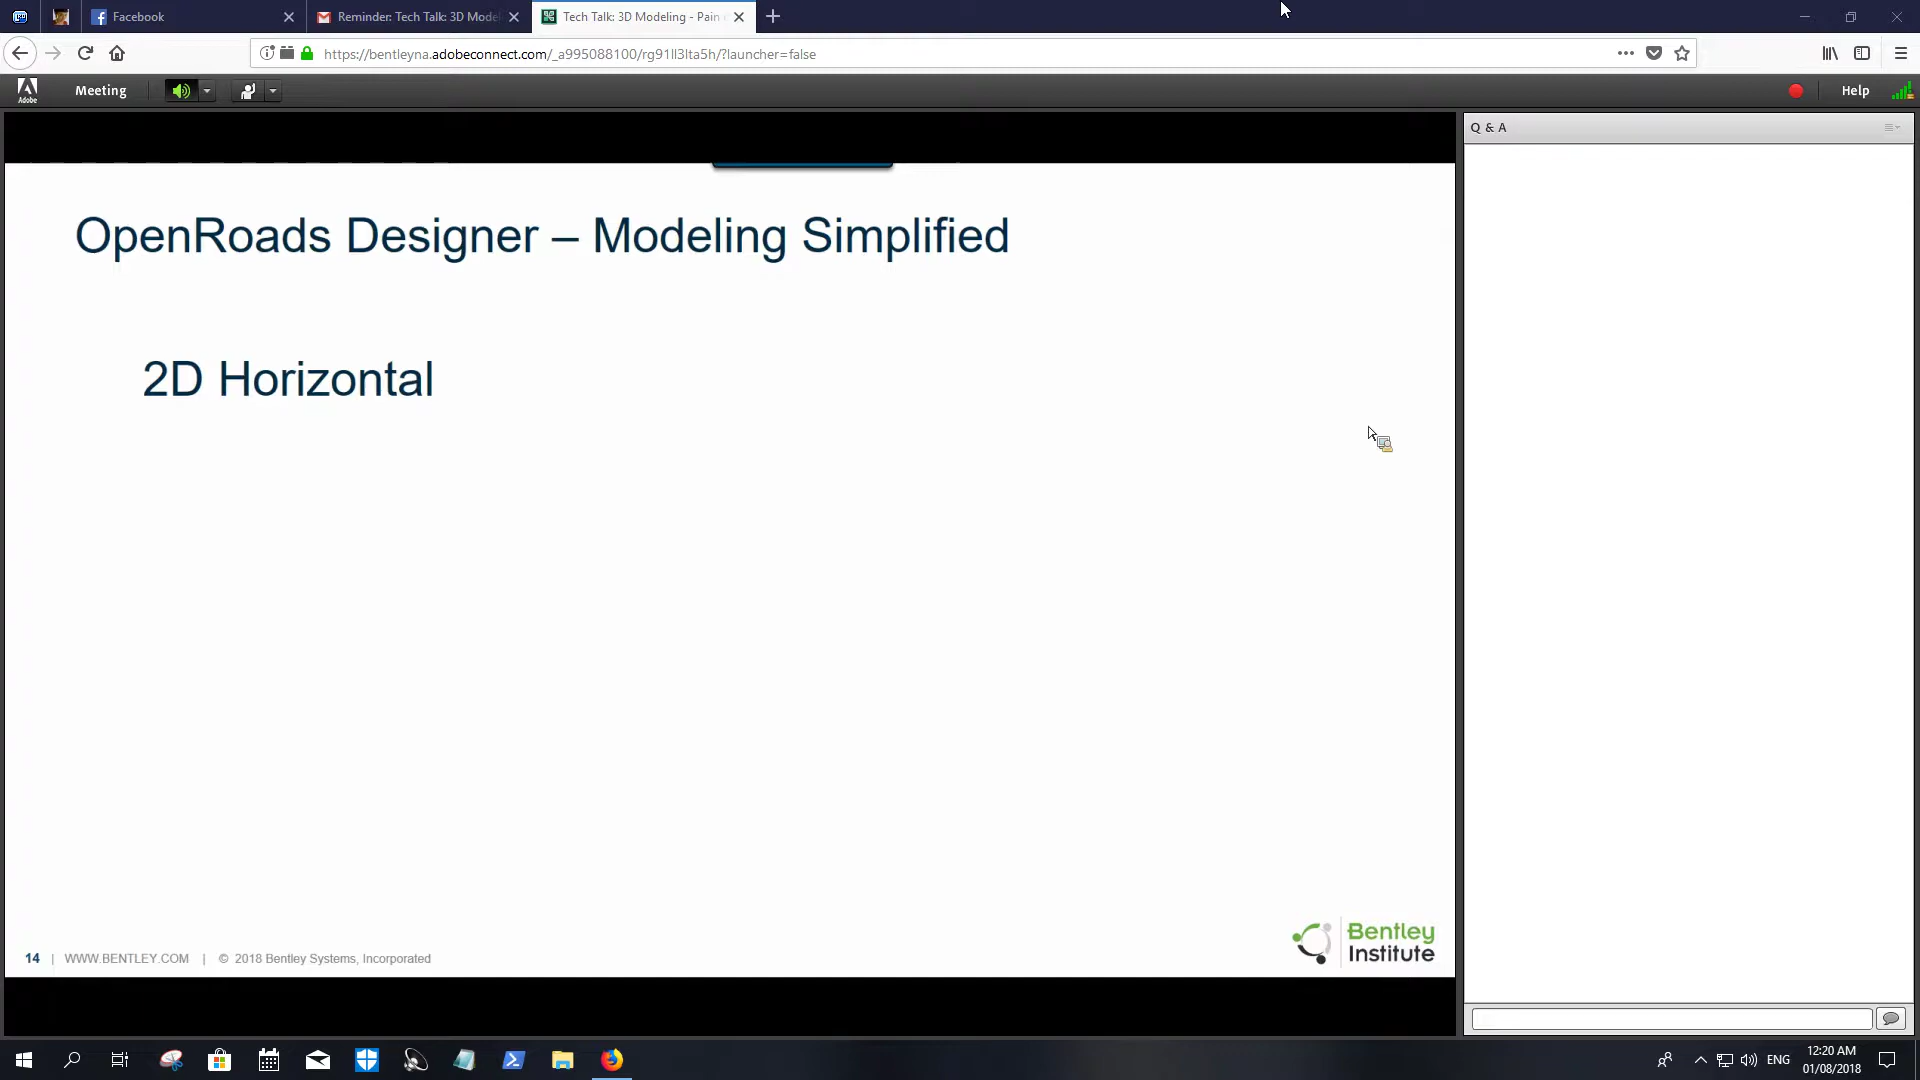 Facebook
Reminder: Tech Talk: 3D Mode
Tech Talk: 3D Modeling - Pain
https://bentleyna.adobeconnect.com/_a995088100/rg91ll3lta5h/?launcher=false
Adobe
Meeting
Help
Q & A
OpenRoads Designer – Modeling Simplified
2D Horizontal
Bentley
Institute
14 | WWW.BENTLEY.COM | © 2018 Bentley Systems, Incorporated
ENG
12:20 AM
01/08/2018